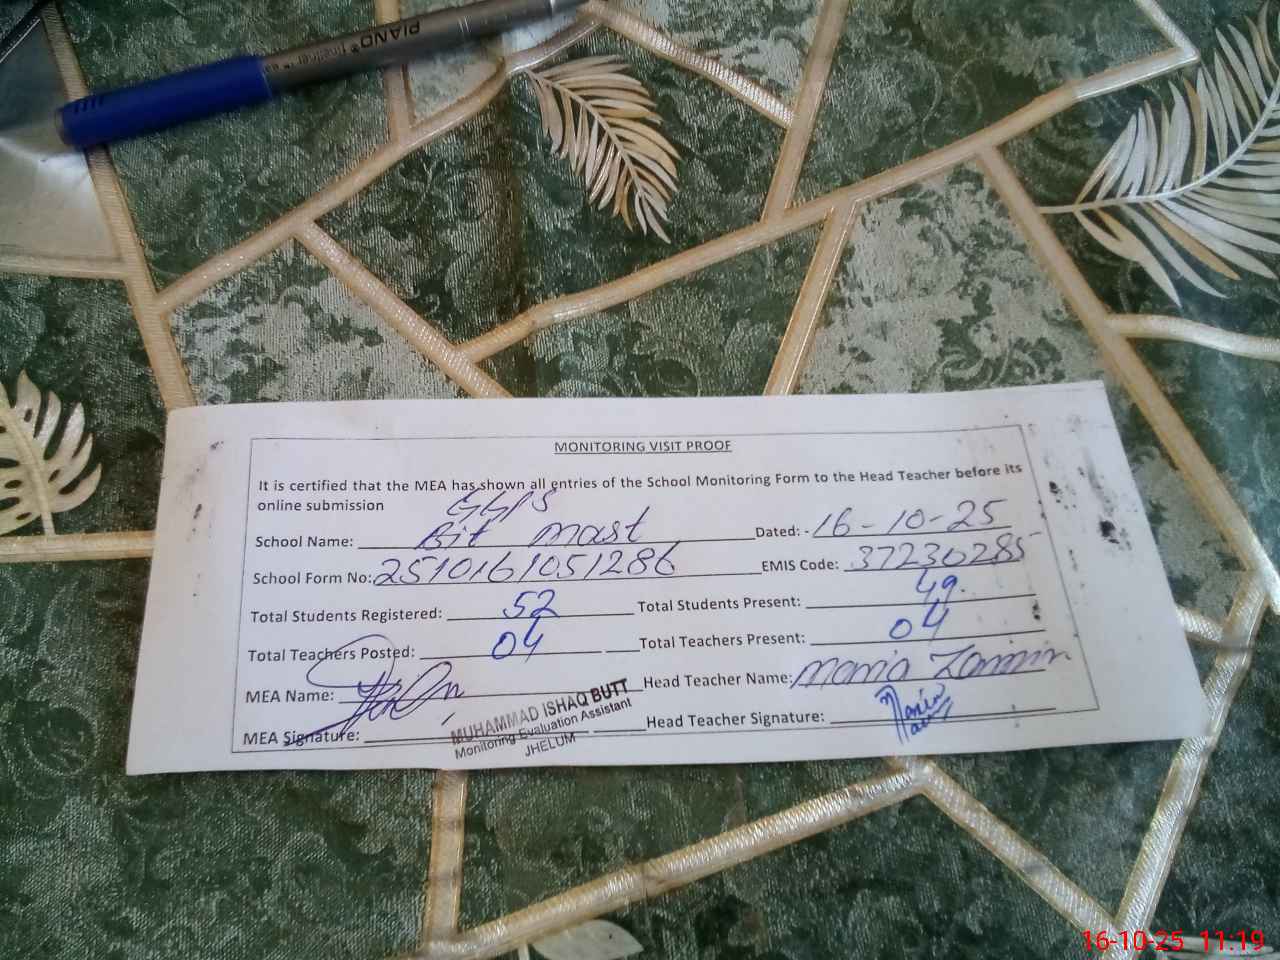 PIANO® fineliner™
MONITORING VISIT PROOF
It is certified that the MEA has shown all entries of the School Monitoring Form to the Head Teacher before its
online submission
GGPS
School Name: Bit Mast Dated: - 16-10-25
School Form No: 2510161051286 EMIS Code: 37230285
Total Students Registered: 52 Total Students Present: 49
Total Teachers Posted: 04 Total Teachers Present: 04
MEA Name: Head Teacher Name: Maria Zamin
MEA Signature: Head Teacher Signature: Maria
MUHAMMAD ISHAQ BUTT
Monitoring Evaluation Assistant
JHELUM
16-10-25 11:19